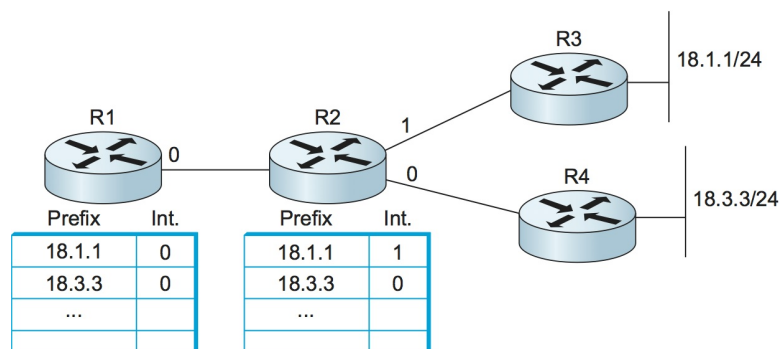 R3
18.1.1/24
R1
R2
1
0
0
R4
18.3.3/24
Prefix Int.
18.1.1 0
18.3.3 0
...
Prefix Int.
18.1.1 1
18.3.3 0
...